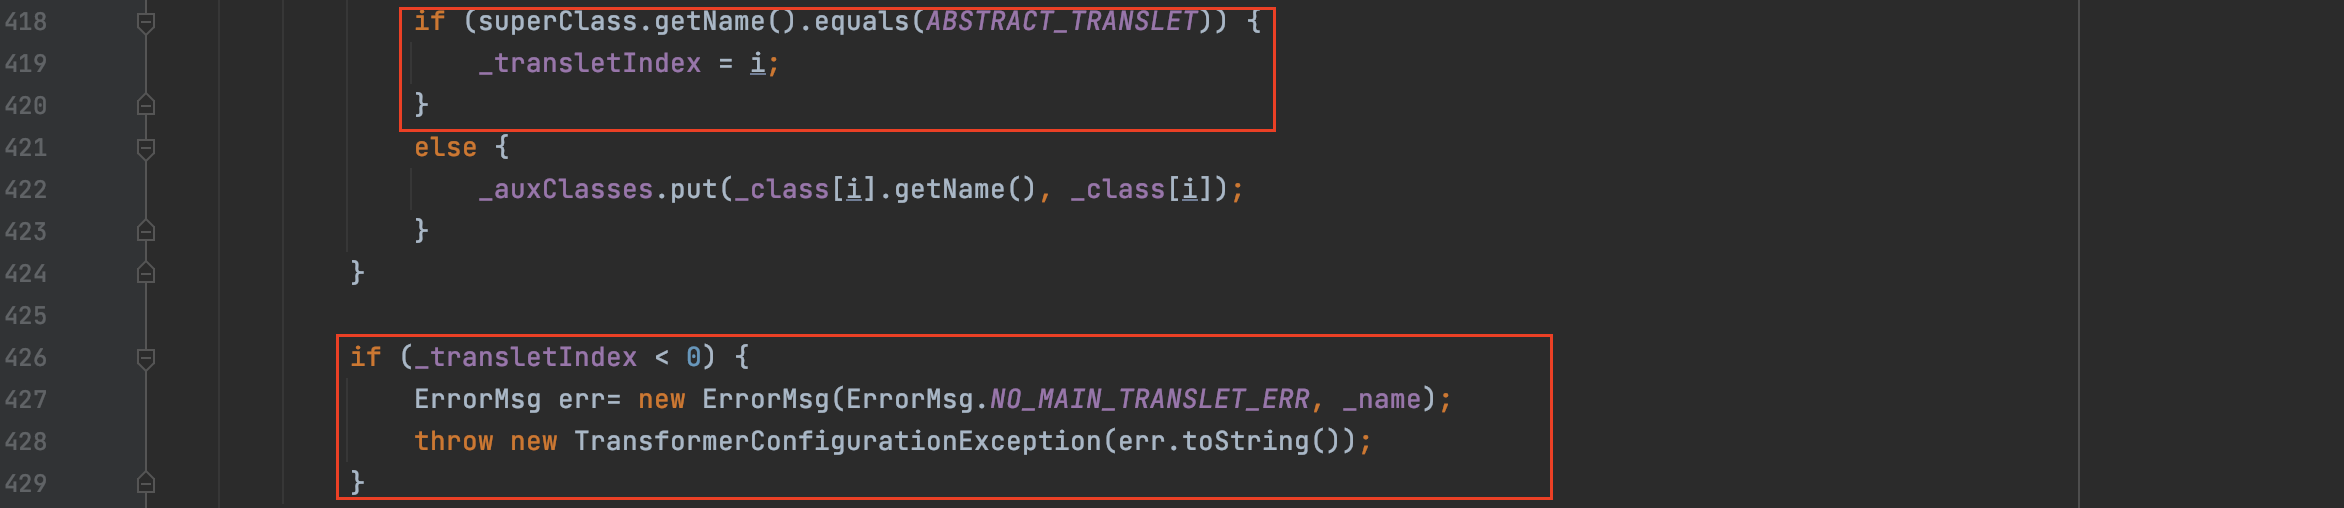 418 if (superClass.getName().equals(ABSTRACT_TRANSLET)) {
419 _transletIndex = i;
420 }
421 else {
422 _auxClasses.put(_class[i].getName(), _class[i]);
423 }
424 }
425
426 if (_transletIndex < 0) {
427 ErrorMsg err= new ErrorMsg(ErrorMsg.NO_MAIN_TRANSLET_ERR, _name);
428 throw new TransformerConfigurationException(err.toString());
429 }